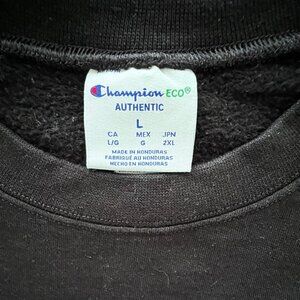 Champion ECO®
AUTHENTIC
L
CA MEX JPN
L/G G 2XL
MADE IN HONDURAS
FABRIQUÉ AU HONDURAS
HECHO EN HONDURAS